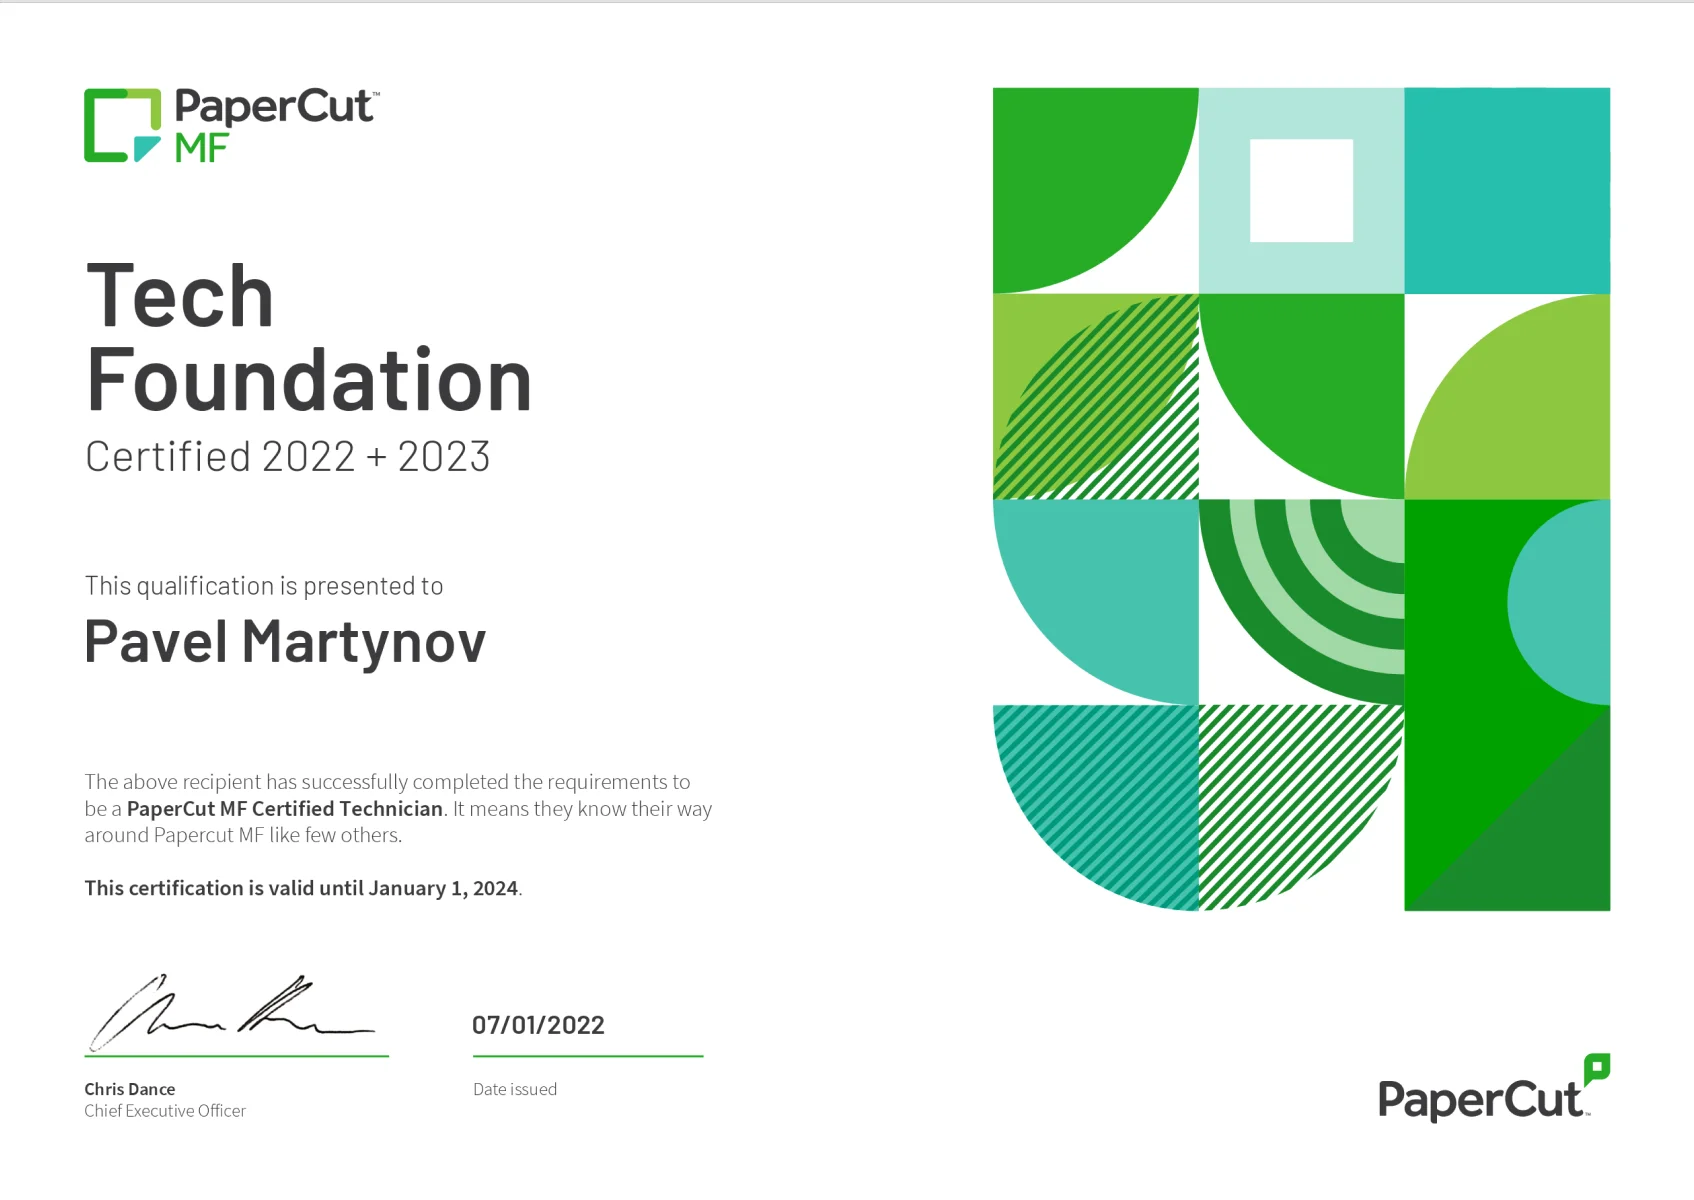 PaperCut™
MF
Tech
Foundation
Certified 2022 + 2023
This qualification is presented to
Pavel Martynov
The above recipient has successfully completed the requirements to
be a PaperCut MF Certified Technician. It means they know their way
around Papercut MF like few others.
This certification is valid until January 1, 2024.
07/01/2022
Chris Dance
Date issued
Chief Executive Officer
PaperCut™